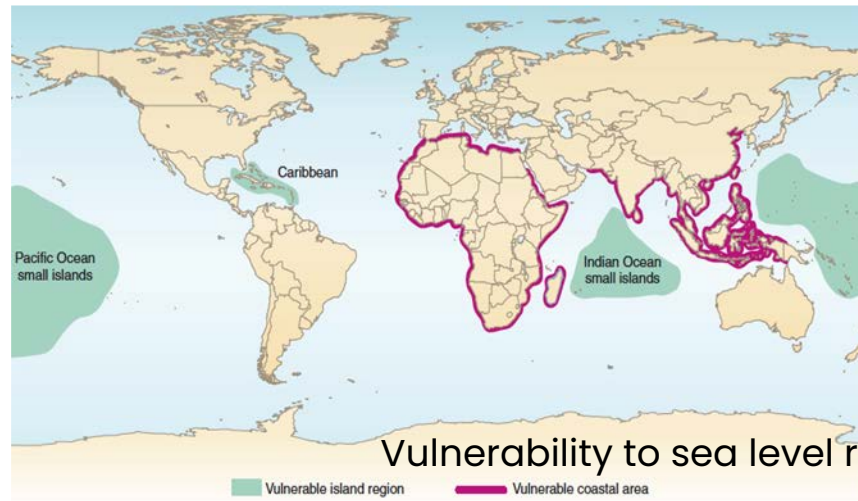 Caribbean
Pacific Ocean
small islands
Indian Ocean
small islands
Vulnerability to sea level r
Vulnerable island region
Vulnerable coastal area